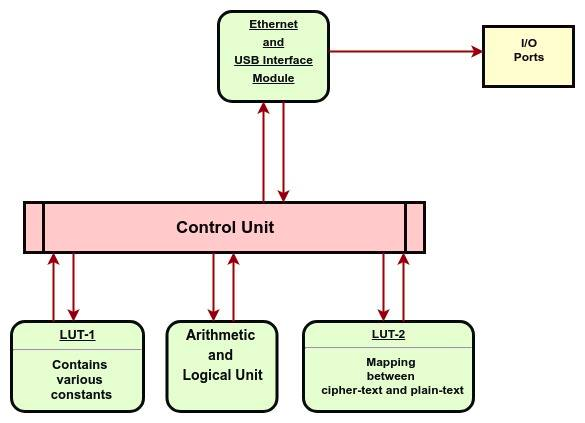 Ethernet
and
USB Interface
Module
I/O
Ports
Control Unit
LUT-1
Contains
various
constants
Arithmetic
and
Logical Unit
LUT-2
Mapping
between
cipher-text and plain-text